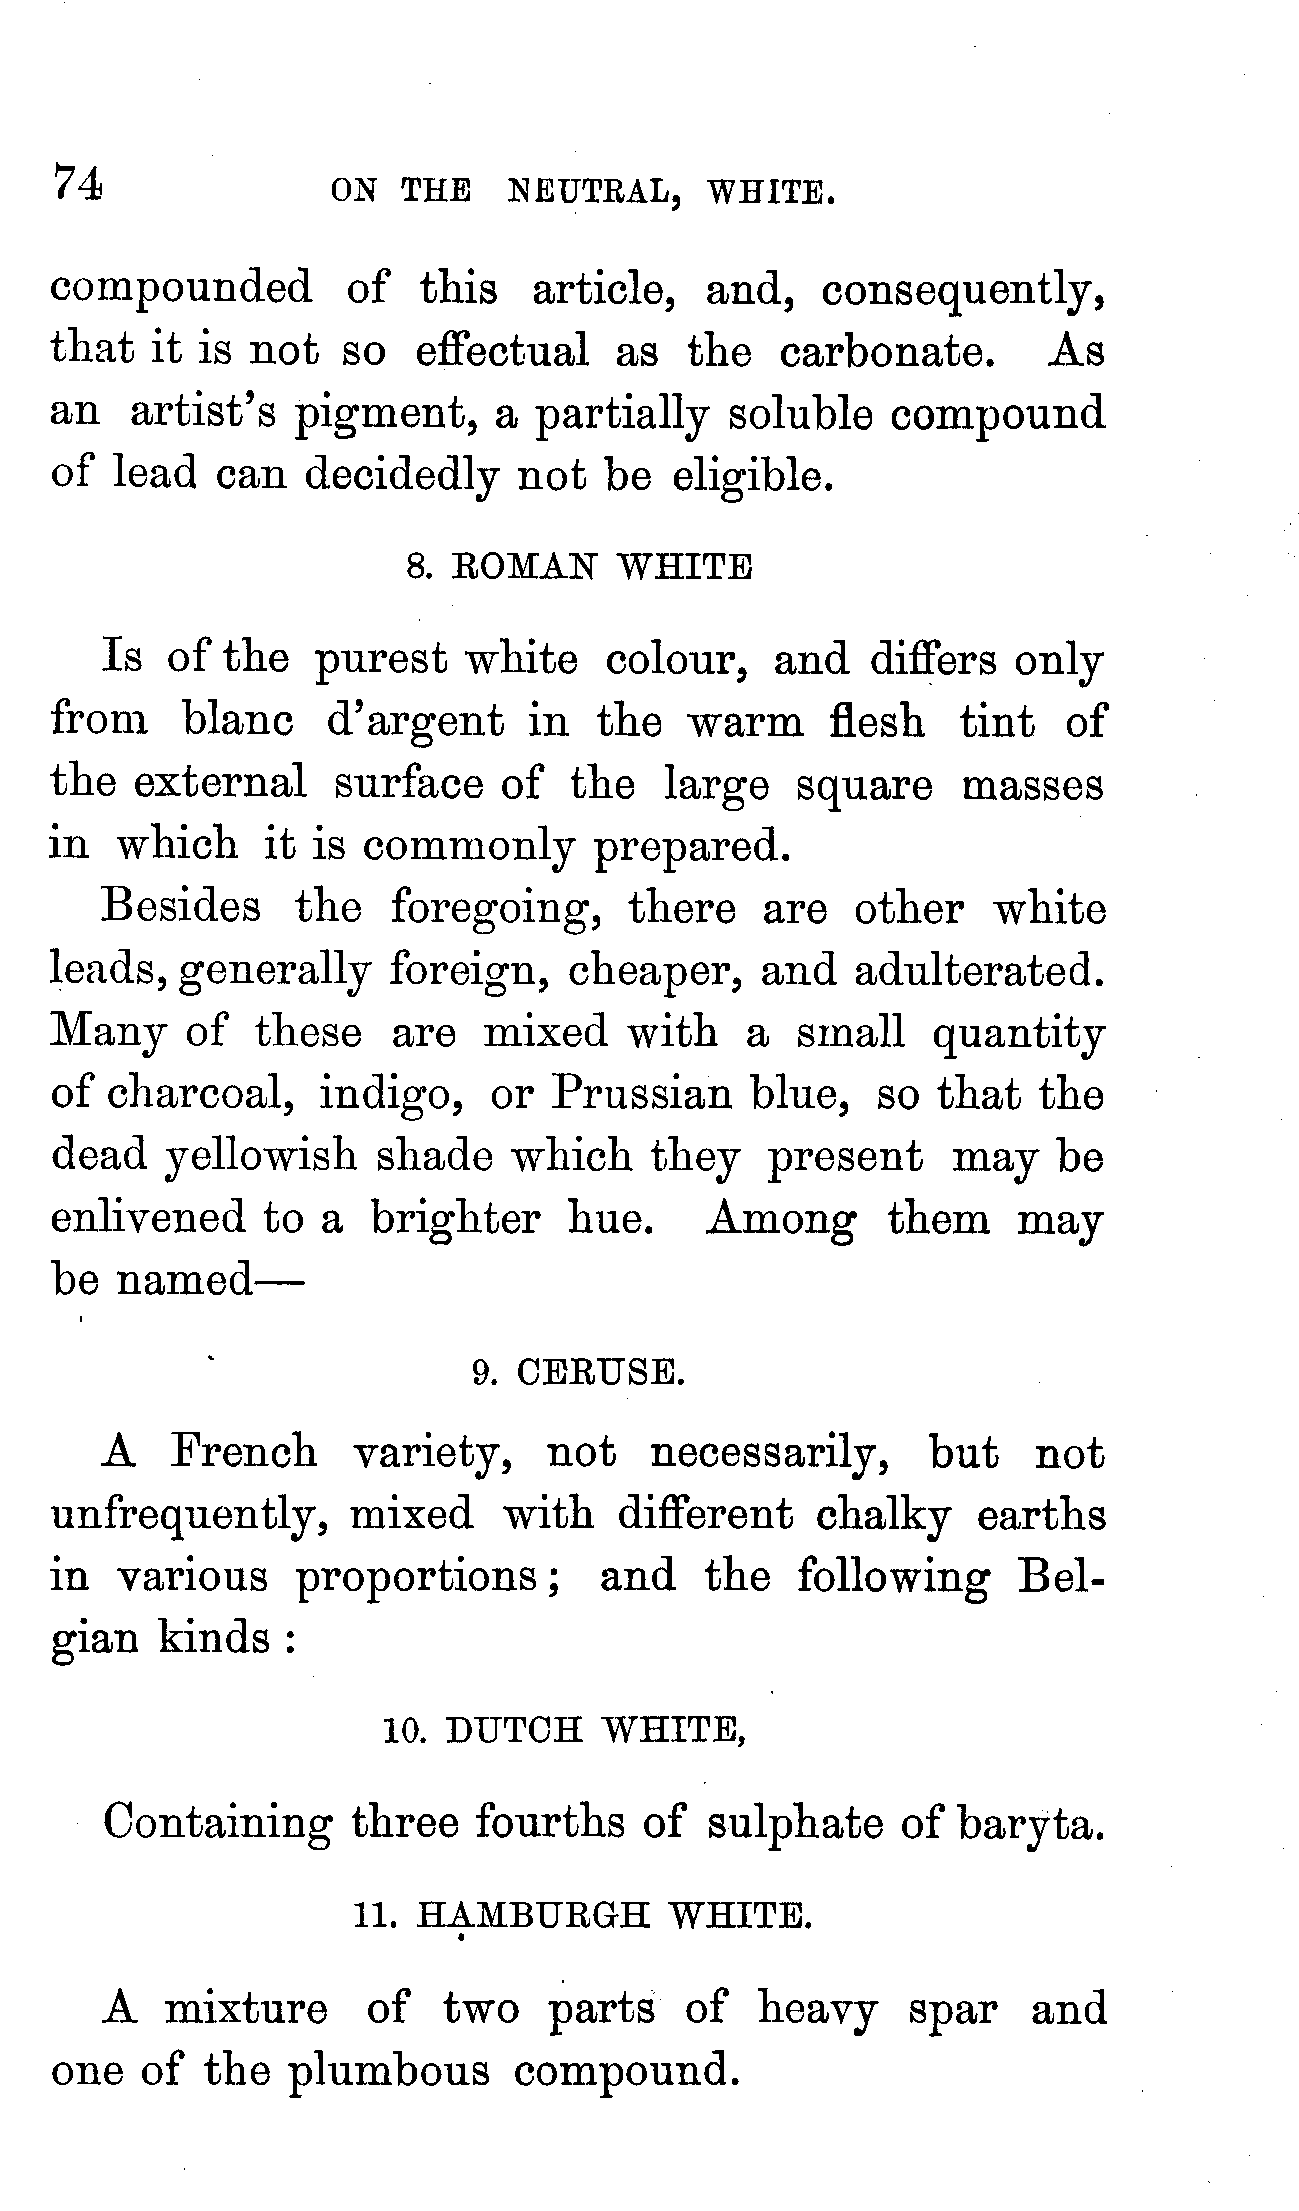 74 ON THE NEUTRAL, WHITE.
compounded of this article, and, consequently,
that it is not so effectual as the carbonate. As
an artist's pigment, a partially soluble compound
of lead can decidedly not be eligible.
8. ROMAN WHITE
Is of the purest white colour, and differs only
from blanc d'argent in the warm flesh tint of
the external surface of the large square masses
in which it is commonly prepared.
Besides the foregoing, there are other white
leads, generally foreign, cheaper, and adulterated.
Many of these are mixed with a small quantity
of charcoal, indigo, or Prussian blue, so that the
dead yellowish shade which they present may be
enlivened to a brighter hue. Among them may
be named—
9. CERUSE.
A French variety, not necessarily, but not
unfrequently, mixed with different chalky earths
in various proportions; and the following Bel-
gian kinds:
10. DUTCH WHITE,
Containing three fourths of sulphate of baryta.
11. HAMBURGH WHITE.
A mixture of two parts of heavy spar and
one of the plumbous compound.